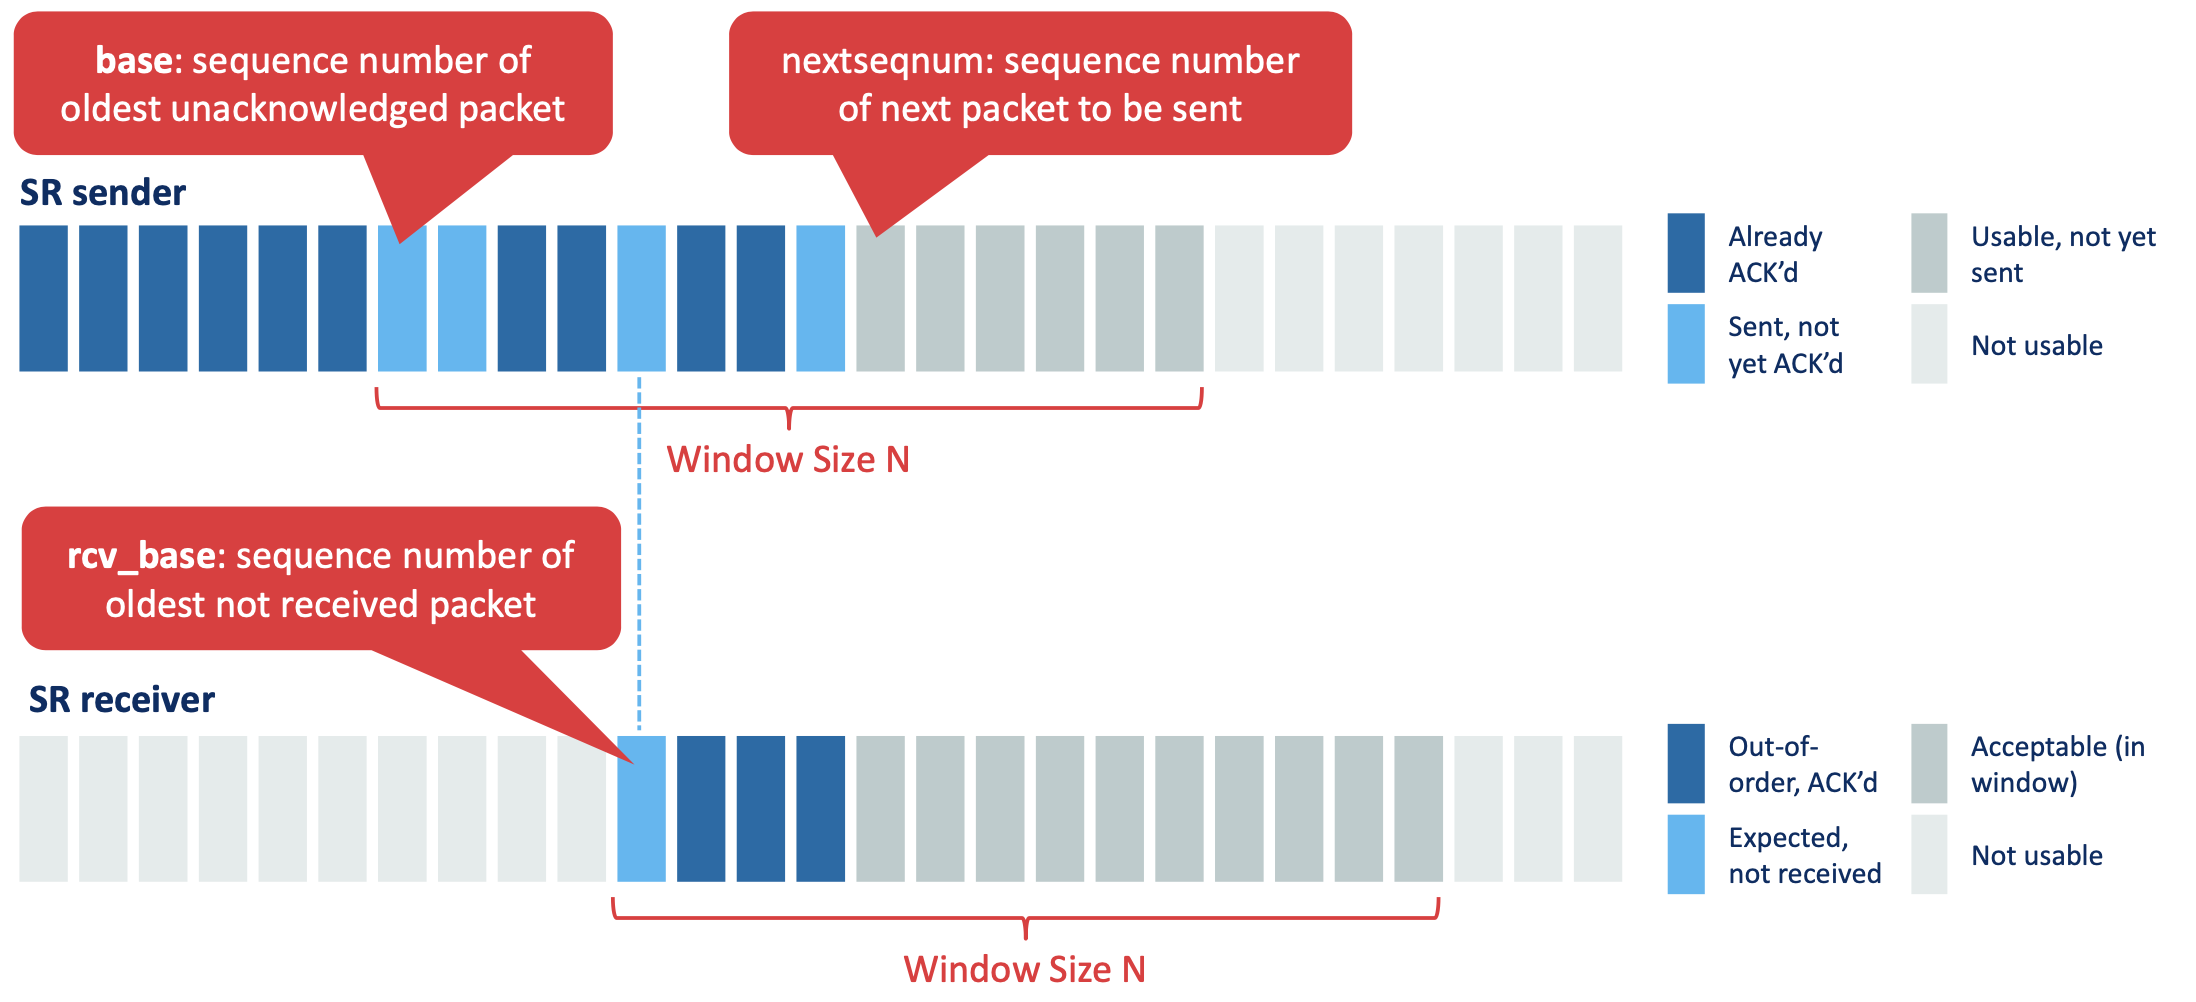 base: sequence number of
oldest unacknowledged packet
nextseqnum: sequence number
of next packet to be sent
SR sender
Already
ACK’d
Usable, not yet
sent
Sent, not
yet ACK’d
Not usable
Window Size N
rcv_base: sequence number of
oldest not received packet
SR receiver
Out-of-
order, ACK’d
Acceptable (in
window)
Expected,
not received
Not usable
Window Size N